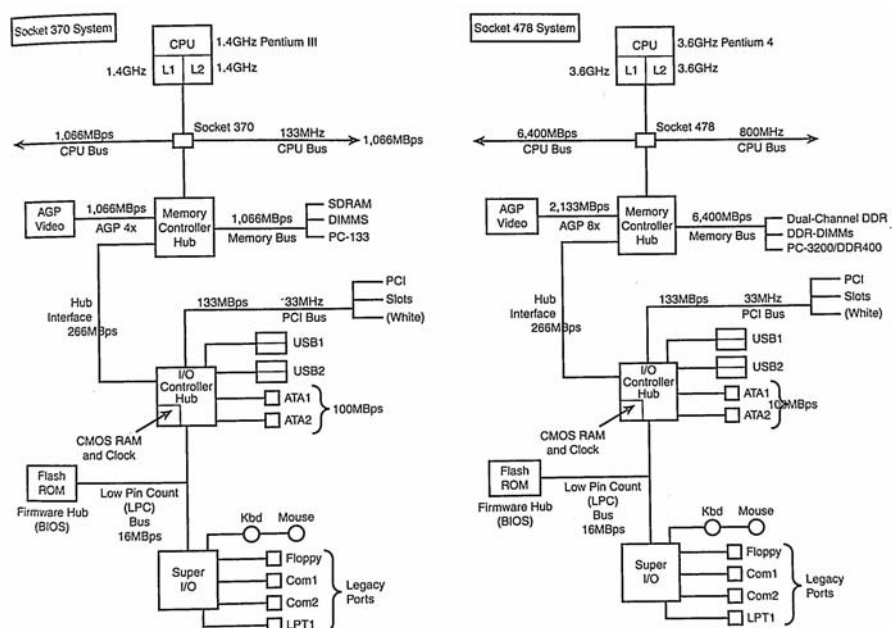 Socket 370 System
CPU
1.4GHz Pentium III
1.4GHz
L1
L2
1.4GHz
Socket 370
1,066MBps
CPU Bus
133MHz
CPU Bus
1,066MBps
AGP
Video
1,066MBps
AGP 4x
Memory
Controller
Hub
1,066MBps
Memory Bus
SDRAM
DIMMS
PC-133
Hub
Interface
266MBps
133MBps
33MHz
PCI Bus
PCI
Slots
(White)
I/O
Controller
Hub
USB1
USB2
ATA1
ATA2
100MBps
CMOS RAM
and Clock
Flash
ROM
Firmware Hub
(BIOS)
Low Pin Count
(LPC)
Bus
16MBps
Super
I/O
Kbd
Mouse
Floppy
Com1
Com2
LPT1
Legacy
Ports
Socket 478 System
CPU
3.6GHz Pentium 4
3.6GHz
L1
L2
3.6GHz
Socket 478
6,400MBps
CPU Bus
800MHz
CPU Bus
AGP
Video
2,133MBps
AGP 8x
Memory
Controller
Hub
6,400MBps
Memory Bus
Dual-Channel DDR
DDR-DIMMs
PC-3200/DDR400
Hub
Interface
266MBps
133MBps
33MHz
PCI Bus
PCI
Slots
(White)
I/O
Controller
Hub
USB1
USB2
ATA1
ATA2
100MBps
CMOS RAM
and Clock
Flash
ROM
Firmware Hub
(BIOS)
Low Pin Count
(LPC)
Bus
16MBps
Super
I/O
Kbd
Mouse
Floppy
Com1
Com2
LPT1
Legacy
Ports